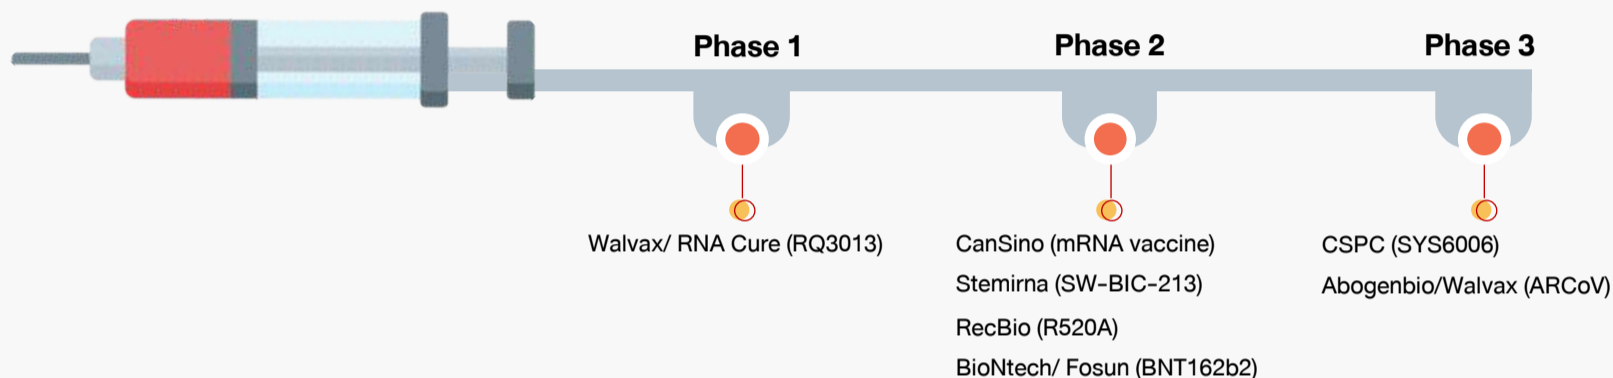 Phase 1
Phase 2
Phase 3
Walvax/ RNA Cure (RQ3013)
CanSino (mRNA vaccine)
Stemirna (SW-BIC-213)
RecBio (R520A)
BioNtech/ Fosun (BNT162b2)
CSPC (SYS6006)
Abogenbio/Walvax (ARCoV)